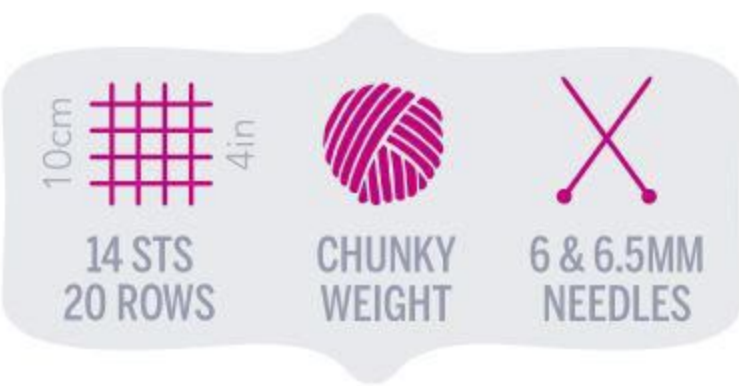 10cm
4in
14 STS
20 ROWS
CHUNKY
WEIGHT
6 & 6.5MM
NEEDLES